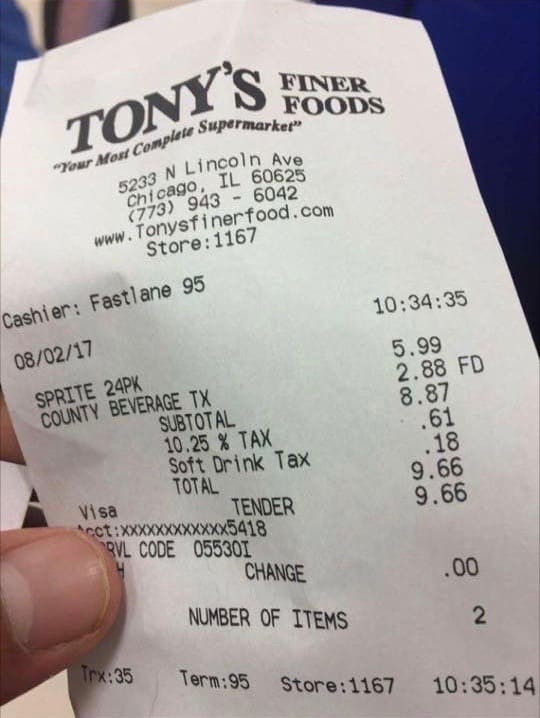 TONY'S FINER FOODS
"Your Most Complete Supermarket"
5233 N Lincoln Ave
Chicago, IL 60625
(773) 943 - 6042
www.Tonysfinerfood.com
Store:1167
Cashier: Fastlane 95
08/02/17 10:34:35
SPRITE 24PK 5.99
COUNTY BEVERAGE TX 2.88 FD
SUBTOTAL 8.87
10.25 % TAX .61
Soft Drink Tax .18
TOTAL 9.66
Visa TENDER 9.66
Acct:xxxxxxxxxxxx5418
RVL CODE 05530I
H CHANGE .00
NUMBER OF ITEMS 2
Trx:35 Term:95 Store:1167 10:35:14